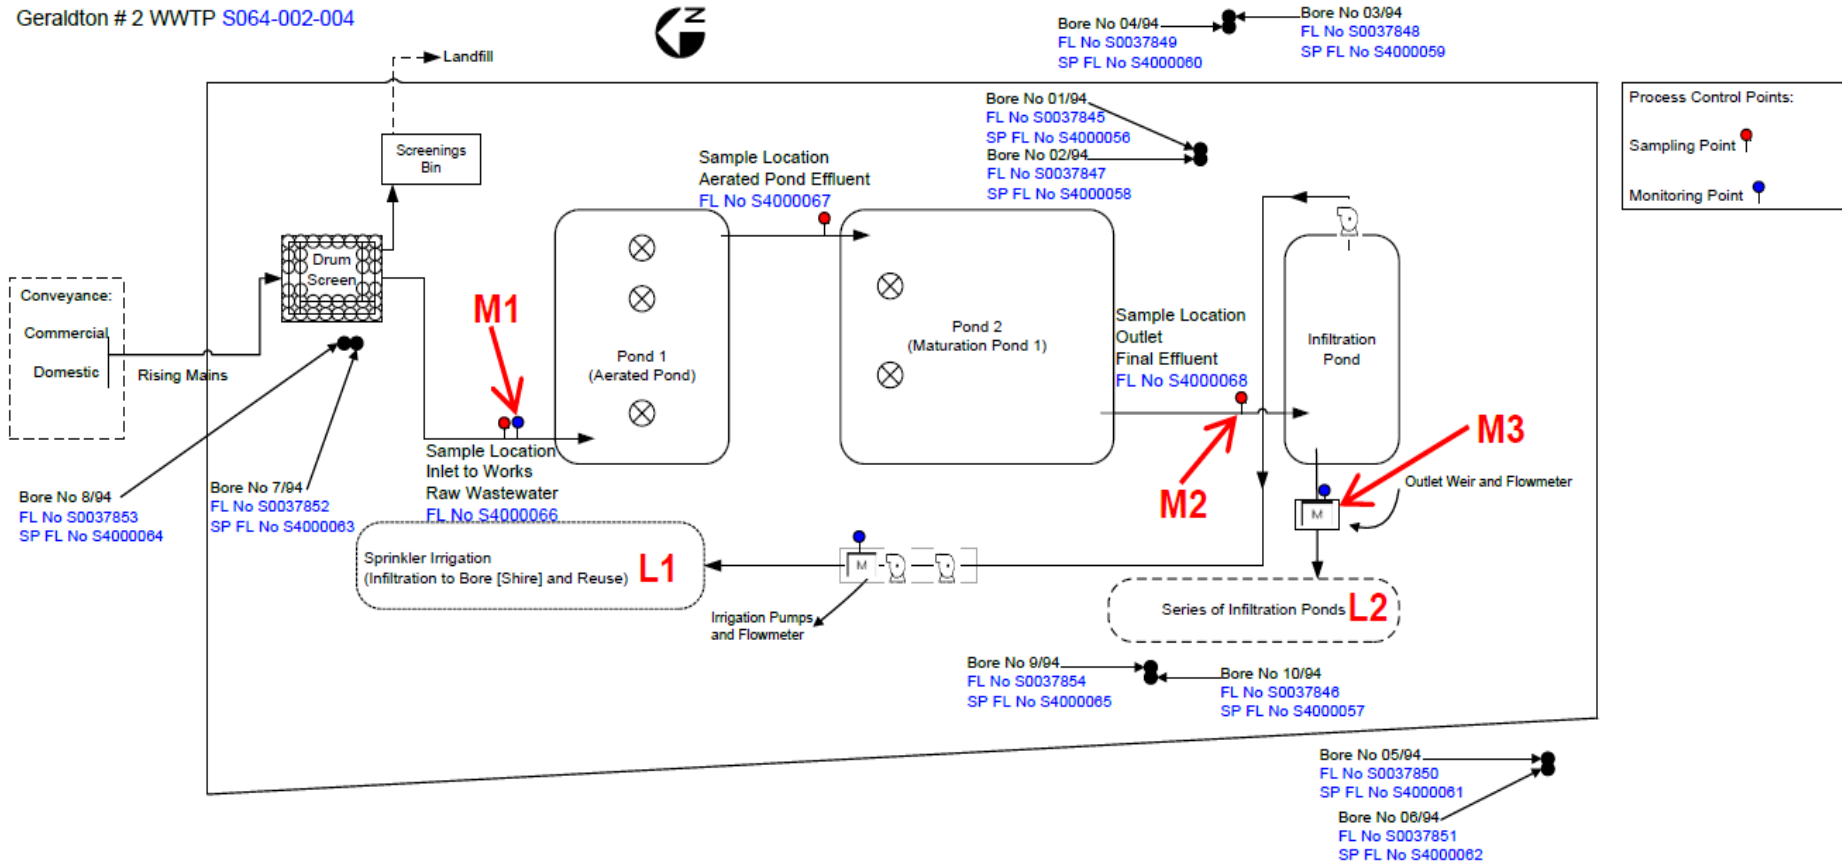 Geraldton # 2 WWTP S064-002-004
N
Bore No 04/94
FL No S0037849
SP FL No S4000060
Bore No 03/94
FL No S0037848
SP FL No S4000059
Landfill
Process Control Points:
Sampling Point
Monitoring Point
Bore No 01/94
FL No S0037845
SP FL No S4000056
Bore No 02/94
FL No S0037847
SP FL No S4000058
Screenings
Bin
Sample Location
Aerated Pond Effluent
FL No S4000067
Drum
Screen
Conveyance:
Commercial
Domestic
Rising Mains
M1
Pond 1
(Aerated Pond)
Pond 2
(Maturation Pond 1)
Sample Location
Outlet
Final Effluent
FL No S4000068
Infiltration
Pond
M2
M3
Outlet Weir and Flowmeter
M
Sample Location
Inlet to Works
Raw Wastewater
FL No S4000066
Bore No 8/94
FL No S0037853
SP FL No S4000064
Bore No 7/94
FL No S0037852
SP FL No S4000063
Sprinkler Irrigation
(Infiltration to Bore [Shire] and Reuse)
L1
M
Irrigation Pumps
and Flowmeter
Series of Infiltration Ponds
L2
Bore No 9/94
FL No S0037854
SP FL No S4000065
Bore No 10/94
FL No S0037846
SP FL No S4000057
Bore No 05/94
FL No S0037850
SP FL No S4000061
Bore No 06/94
FL No S0037851
SP FL No S4000062